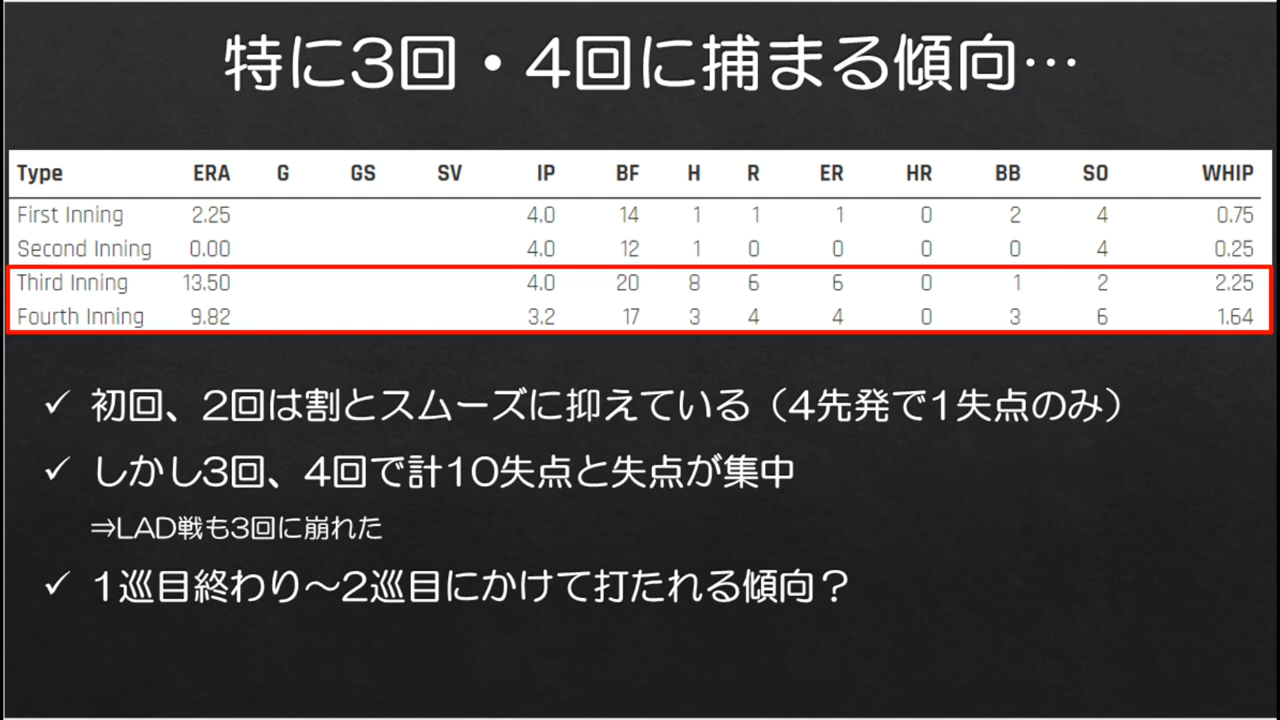 特に3回・4回に捕まる傾向…
Type ERA G GS SV IP BF H R ER HR BB SO WHIP
First Inning 2.25 4.0 14 1 1 1 0 2 4 0.75
Second Inning 0.00 4.0 12 1 0 0 0 0 4 0.25
Third Inning 13.50 4.0 20 8 6 6 0 1 2 2.25
Fourth Inning 9.82 3.2 17 3 4 4 0 3 6 1.64
✓ 初回、2回は割とスムーズに抑えている（4先発で1失点のみ）
✓ しかし3回、4回で計10失点と失点が集中
⇒LAD戦も3回に崩れた
✓ 1巡目終わり～2巡目にかけて打たれる傾向？